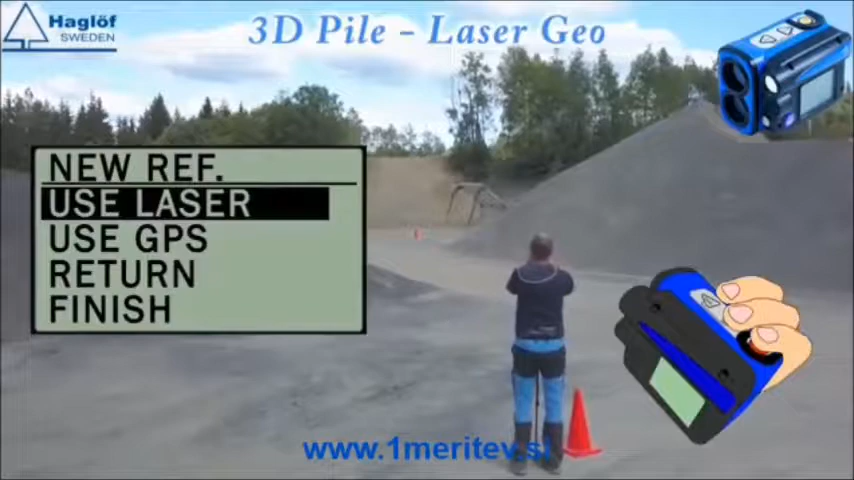 Haglöf
SWEDEN
3D Pile - Laser Geo
NEW REF.
USE LASER
USE GPS
RETURN
FINISH
www.1meritev.si